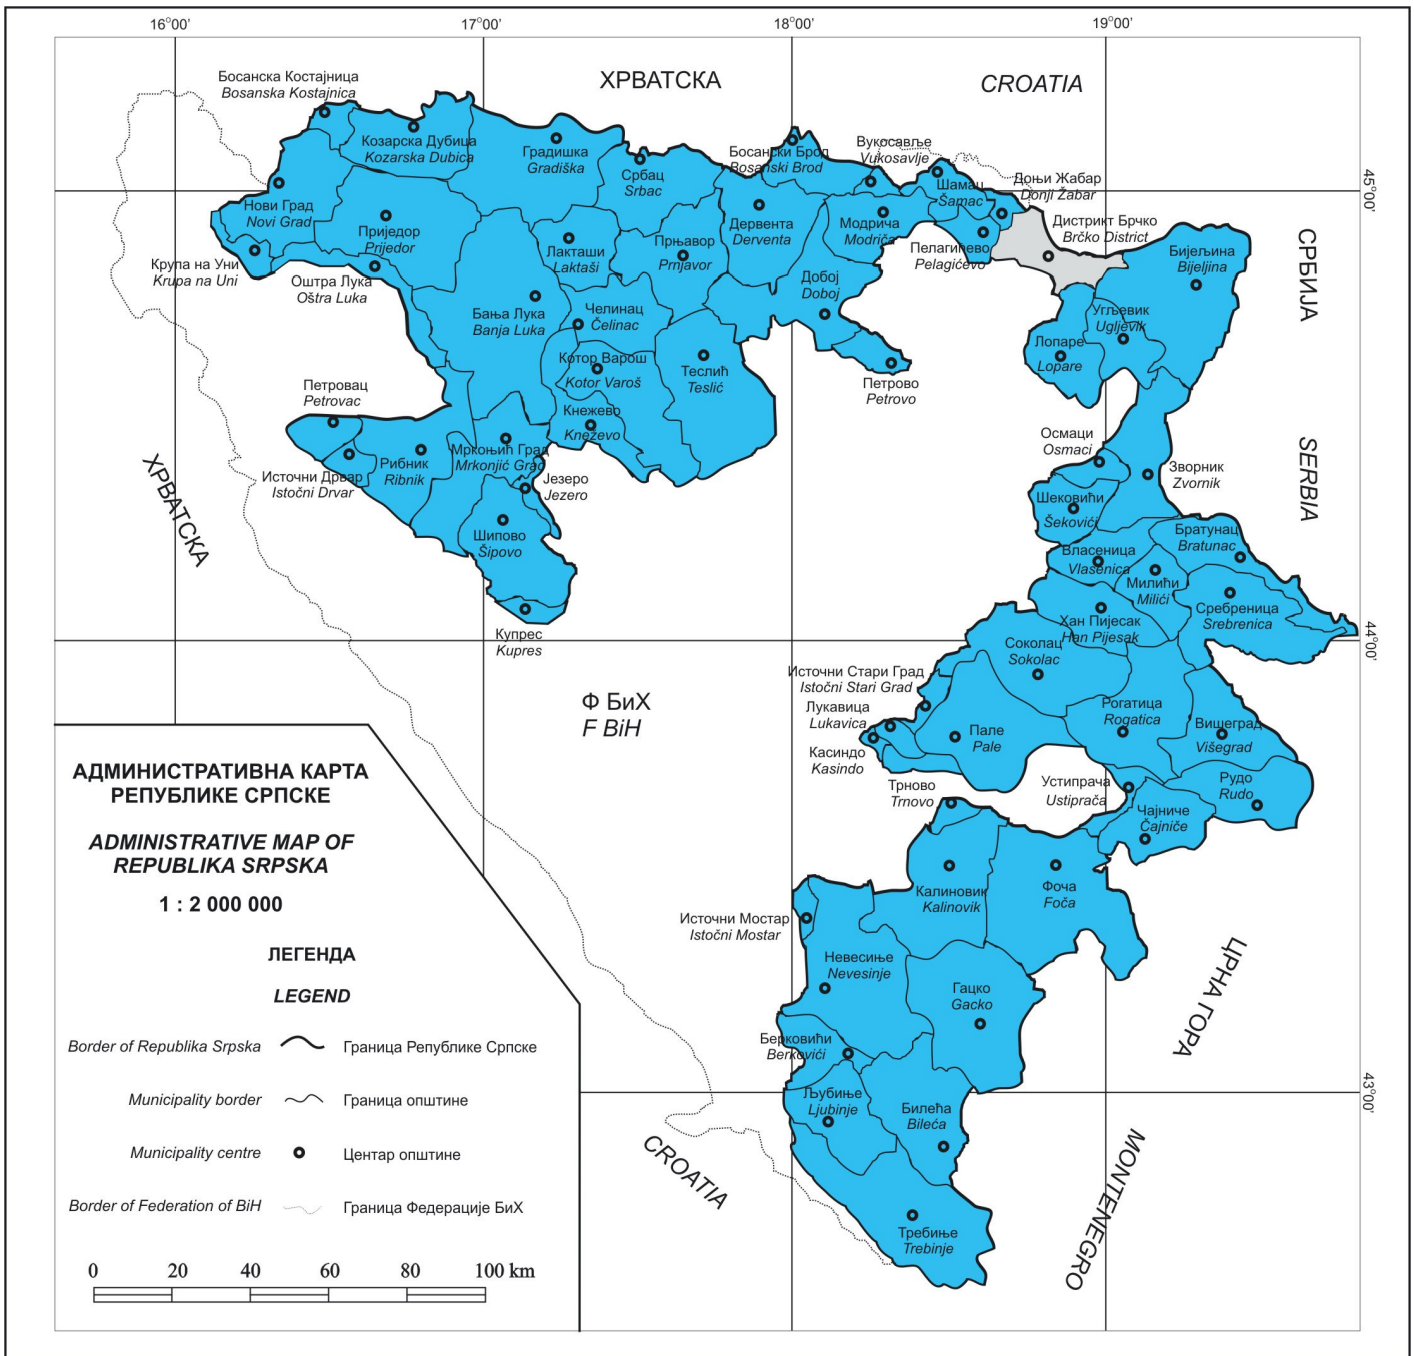 16°00'
17°00'
18°00'
19°00'
ХРВАТСКА
CROATIA
Босанска Костајница
Bosanska Kostajnica
Козарска Дубица
Kozarska Dubica
Градишка
Gradiška
Србац
Srbac
Босански Брод
Bosanski Brod
Вукосавље
Vukosavlje
Шамац
Šamac
Доњи Жабар
Donji Žabar
45°00'
Нови Град
Novi Grad
Приједор
Prijedor
Лакташи
Laktaši
Прњавор
Prnjavor
Дервента
Derventa
Модрича
Modriča
Пелагићево
Pelagićevo
Дистрикт Брчко
Brčko District
Бијељина
Bijeljina
СРБИЈА
Крупа на Уни
Krupa na Uni
Оштра Лука
Oštra Luka
Бања Лука
Banja Luka
Челинац
Čelinac
Добој
Doboj
Угљевик
Ugljevik
Лопаре
Lopare
Котор Варош
Kotor Varoš
Теслић
Teslić
Петрово
Petrovo
Петровац
Petrovac
Кнежево
Kneževo
Осмаци
Osmaci
SERBIA
ХРВАТСКА
Источни Дрвар
Istočni Drvar
Рибник
Ribnik
Мркоњић Град
Mrkonjić Grad
Језеро
Jezero
Зворник
Zvornik
Шековићи
Šekovići
Шипово
Šipovo
Власеница
Vlasenica
Братунац
Bratunac
Милићи
Milići
Сребреница
Srebrenica
Купрес
Kupres
Хан Пијесак
Han Pijesak
Соколац
Sokolac
44°00'
Ф БиХ
F BiH
Источни Стари Град
Istočni Stari Grad
Лукавица
Lukavica
Касиндо
Kasindo
Пале
Pale
Рогатица
Rogatica
Вишеград
Višegrad
Трново
Trnovo
Устипрача
Ustiprača
Рудо
Rudo
Чајниче
Čajniče
Калиновик
Kalinovik
Фоча
Foča
Источни Мостар
Istočni Mostar
Невесиње
Nevesinje
Гацко
Gacko
ЦРНА ГОРА
Берковићи
Berkovići
Љубиње
Ljubinje
Билећа
Bileća
43°00'
CROATIA
MONTENEGRO
Требиње
Trebinje
АДМИНИСТРАТИВНА КАРТА
РЕПУБЛИКЕ СРПСКЕ
ADMINISTRATIVE MAP OF
REPUBLIKA SRPSKA
1 : 2 000 000
ЛЕГЕНДА
LEGEND
Border of Republika Srpska Граница Републике Српске
Municipality border Граница општине
Municipality centre Центар општине
Border of Federation of BiH Граница Федерације БиХ
0 20 40 60 80 100 km